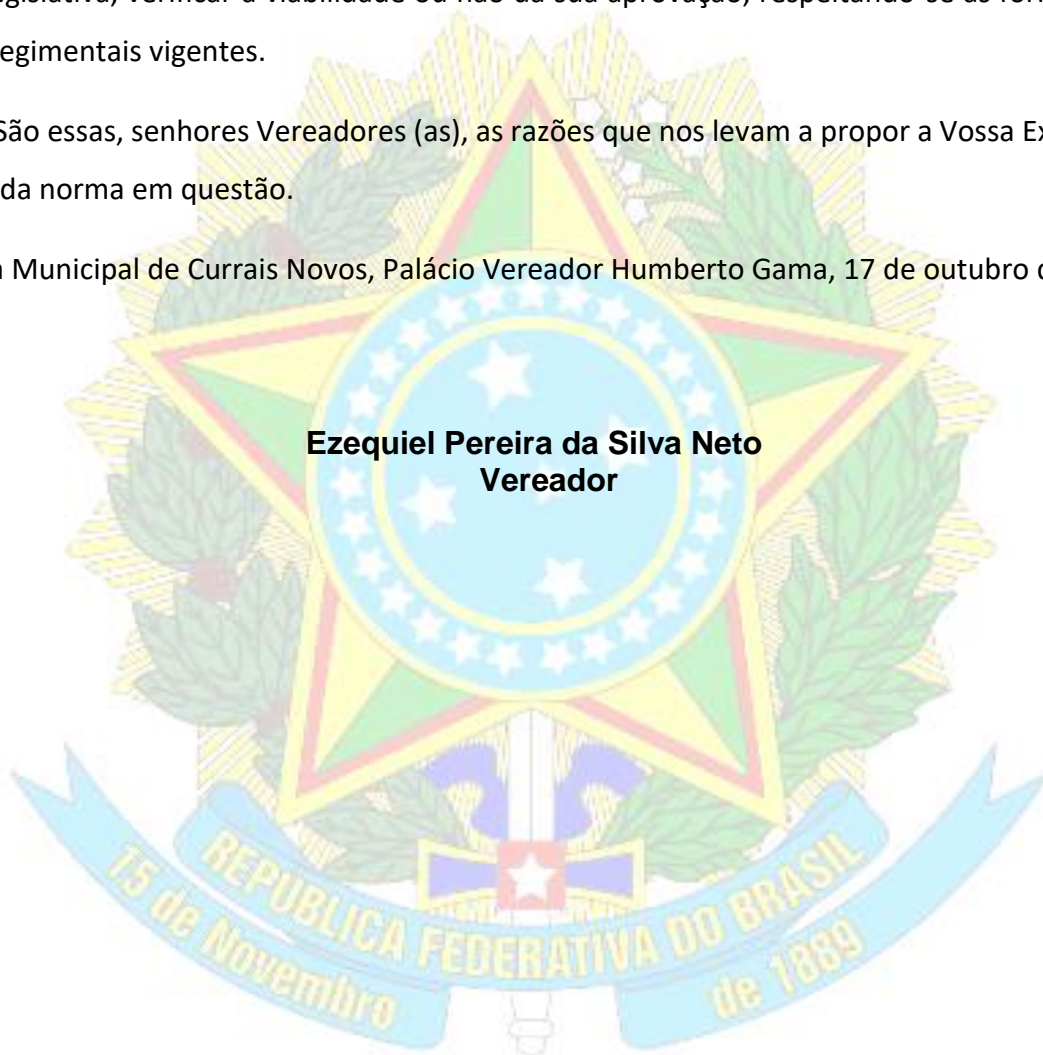 egislativa, verificar a viabilidade ou não da sua aprovação, respeitando-se as for
egimentais vigentes.
São essas, senhores Vereadores (as), as razões que nos levam a propor a Vossa Ex
da norma em questão.
Municipal de Currais Novos, Palácio Vereador Humberto Gama, 17 de outubro
Ezequiel Pereira da Silva Neto
Vereador
REPUBLICA FEDERATIVA DO BRASIL
15 de Novembro de 1889